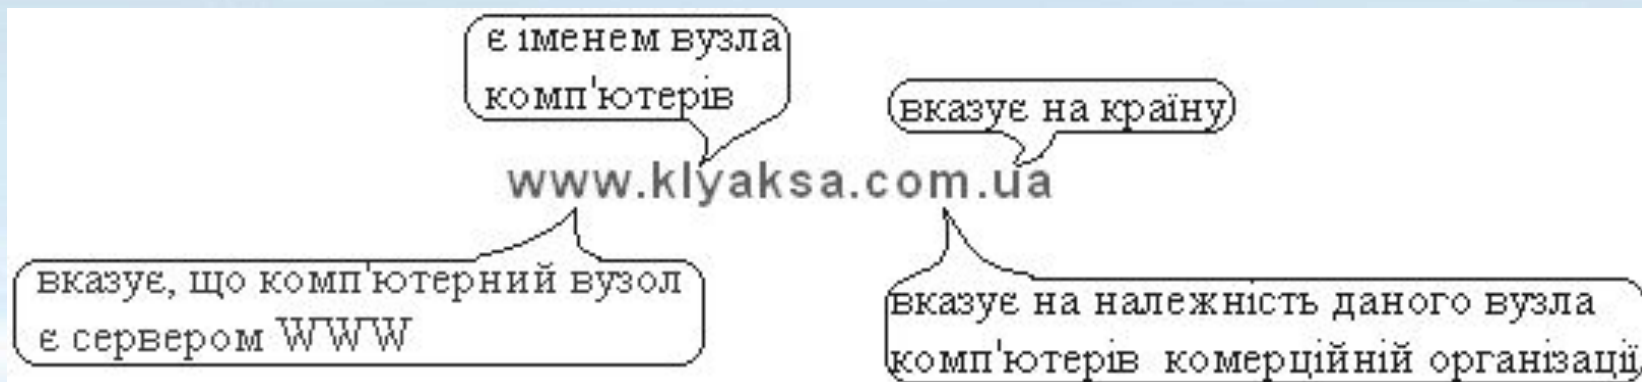 є іменем вузла
комп'ютерів
вказує на країну
www.klyaksa.com.ua
вказує, що комп'ютерний вузол
є сервером WWW
вказує на належність даного вузла
комп'ютерів комерційній організації